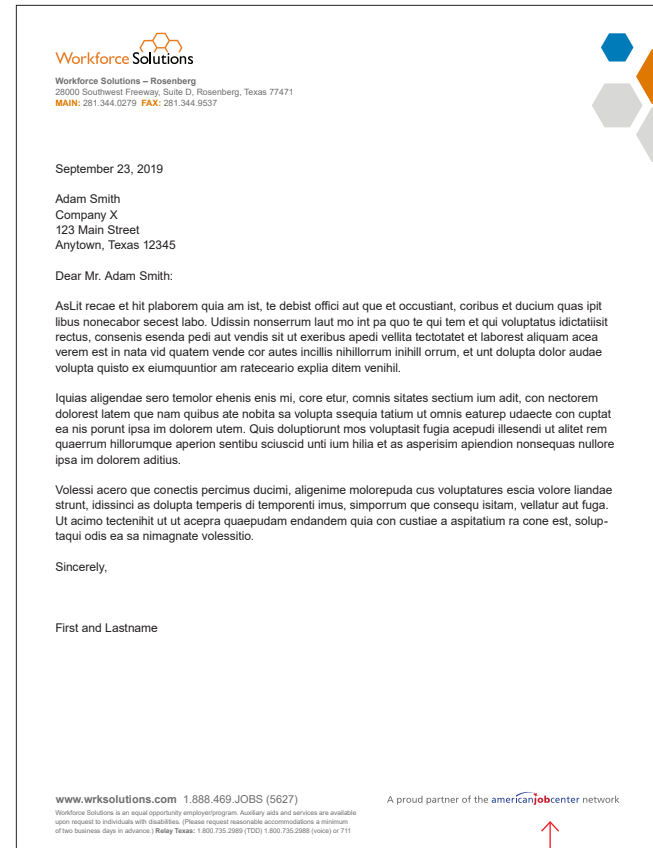 Workforce Solutions
Workforce Solutions – Rosenberg
28000 Southwest Freeway, Suite D, Rosenberg, Texas 77471
MAIN: 281.344.0279 FAX: 281.344.9537
September 23, 2019
Adam Smith
Company X
123 Main Street
Anytown, Texas 12345
Dear Mr. Adam Smith:
AsLit recae et hit plaborem quia am ist, te debist offici aut que et occustiant, coribus et ducium quas ipit
libus nonecabor secest labo. Udissin nonserrum laut mo int pa quo te qui tem et qui voluptatus idictatiisit
rectus, consenis esenda pedi aut vendis sit ut exeribus apedi vellita tectotatet et laborest aliquam acea
verem est in nata vid quatem vende cor autes incillis nihillorrum inihill orrum, et unt dolupta dolor audae
volupta quisto ex eiumquuntior am rateceario explia ditem venihil.
Iquias aligendae sero temolor ehenis enis mi, core etur, comnis sitates sectium ium adit, con nectorem
dolorest latem que nam quibus ate nobita sa volupta ssequia tatium ut omnis eaturep udaecte con cuptat
ea nis porunt ipsa im dolorem utem. Quis doluptiorunt mos voluptasit fugia acepudi illesendi ut alitet rem
quaerrum hillorumque aperion sentibu sciuscid unti ium hilia et as asperisim apiendion nonsequas nullore
ipsa im dolorem aditius.
Volessi acero que conectis percimus ducimi, aligenime molorepuda cus voluptatures escia volore liandae
strunt, idissinci as dolupta temperis di temporenti imus, simporrum que consequ isitam, vellatur aut fuga.
Ut acimo tectenihit ut ut acepra quaepudam endandem quia con custiae a aspitatium ra cone est, solup-
taqui odis ea sa nimagnate volessitio.
Sincerely,
First and Lastname
www.wrksolutions.com 1.888.469.JOBS (5627)
A proud partner of the americanjobcenter network
Workforce Solutions is an equal opportunity employer/program. Auxiliary aids and services are available
upon request to individuals with disabilities. (Please request reasonable accommodations a minimum
of two business days in advance.) Relay Texas: 1.800.735.2989 (TDD) 1.800.735.2988 (voice) or 711